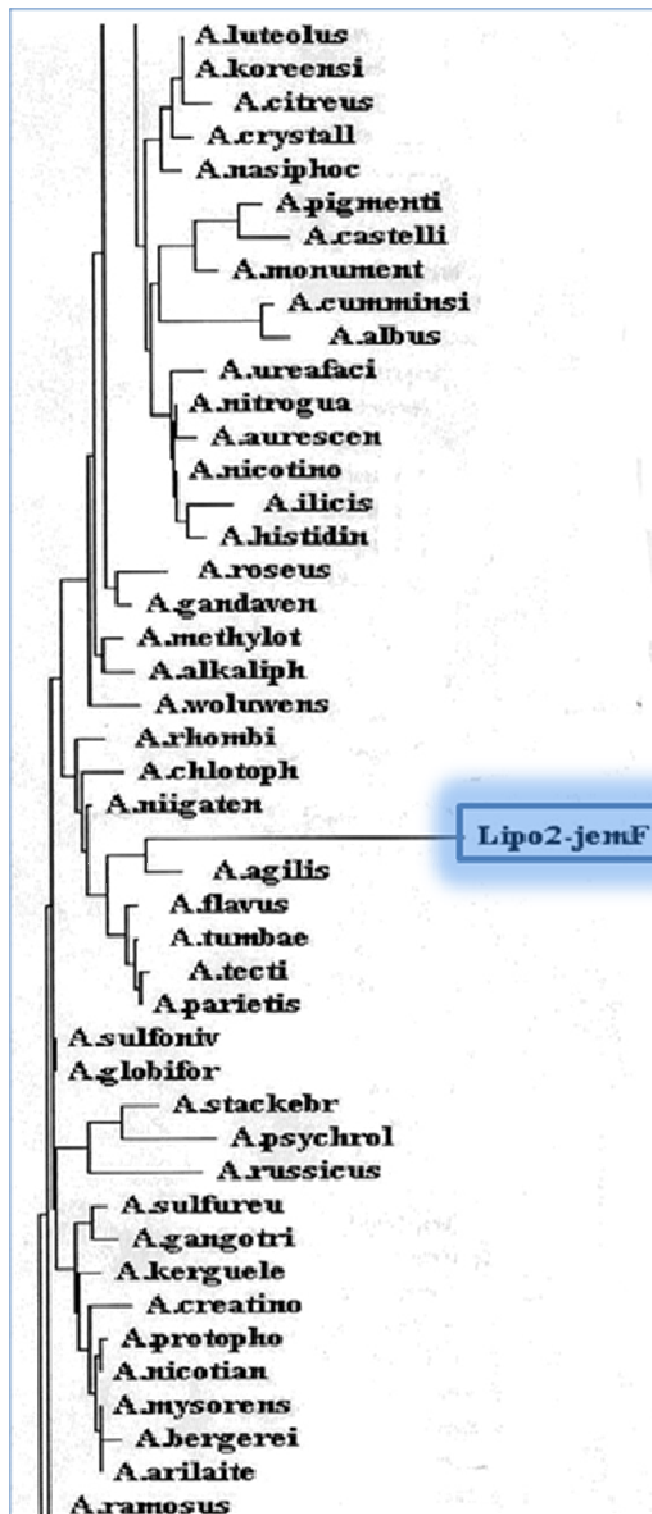 A.luteolus
A.koreensi
A.citreus
A.crystall
A.nasiphoc
A.pigmenti
A.castelli
A.monument
A.cumminsi
A.albus
A.ureafaci
A.nitrogua
A.aurescen
A.nicotino
A.ilicis
A.histidin
A.roseus
A.gandaven
A.methylot
A.alkaliph
A.woluwens
A.rhombi
A.chlotoph
A.niigaten
Lipo2-jemF
A.agilis
A.flavus
A.tumbae
A.tecti
A.parietis
A.sulfoniv
A.globifor
A.stackebr
A.psychrol
A.russicus
A.sulfureu
A.gangotri
A.kerguele
A.creatino
A.protopho
A.nicotian
A.mysorens
A.bergerei
A.arilaite
A.ramosus